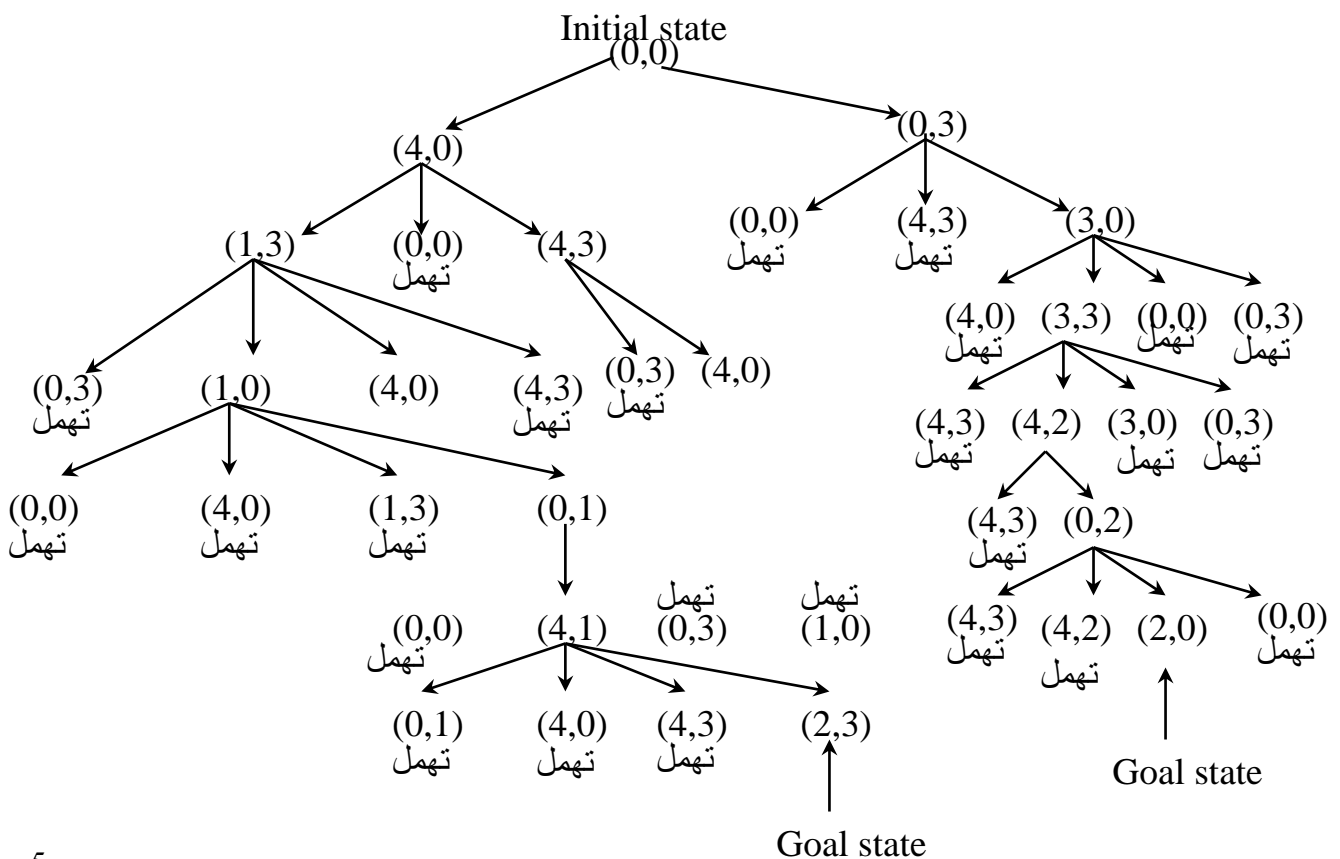 Initial state
(0,0)
(4,0) (0,3)
(1,3) (0,0) (4,3) (0,0) (4,3) (3,0)
تهمل تهمل تهمل
(4,0) (3,3) (0,0) (0,3)
تهمل تهمل تهمل
(0,3) (1,0) (4,0) (4,3) (0,3) (4,0)
تهمل تهمل تهمل
(4,3) (4,2) (3,0) (0,3)
تهمل تهمل تهمل
(0,0) (4,0) (1,3) (0,1) (4,3) (0,2)
تهمل تهمل تهمل تهمل
تهمل تهمل
(0,0) (4,1) (0,3) (1,0) (4,3) (4,2) (2,0) (0,0)
تهمل تهمل تهمل تهمل
(0,1) (4,0) (4,3) (2,3)
تهمل تهمل تهمل
Goal state
Goal state